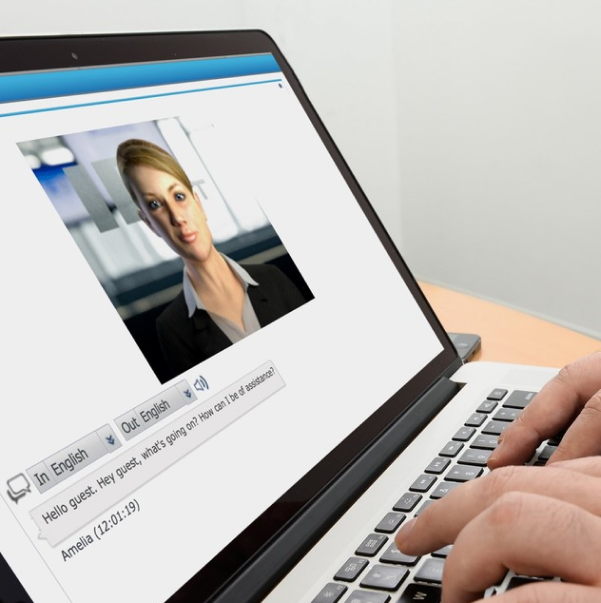 In English
Out English
Hello guest. Hey guest, what's going on? How can I be of assistance?
Amelia (12:01:19)
W